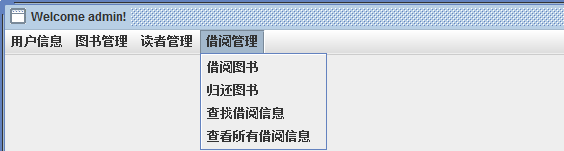 Welcome admin!
用户信息 图书管理 读者管理 借阅管理
借阅图书
归还图书
查找借阅信息
查看所有借阅信息